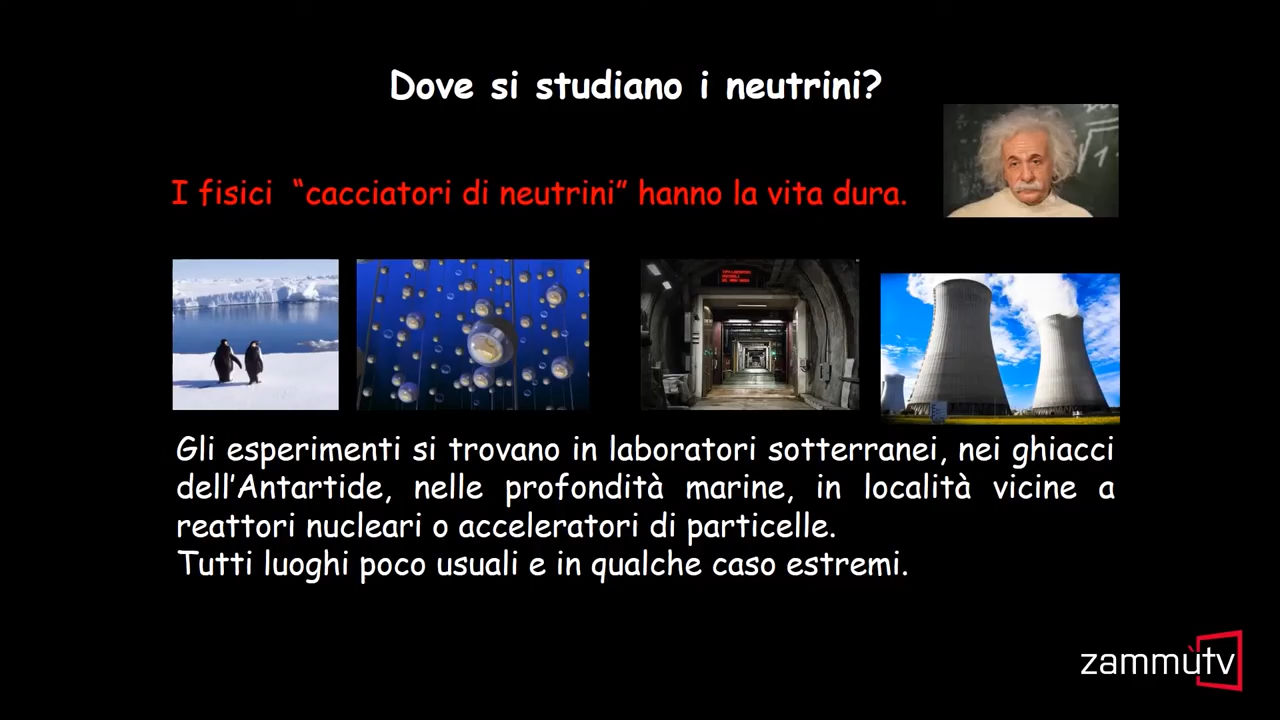 Dove si studiano i neutrini?
I fisici “cacciatori di neutrini” hanno la vita dura.
Gli esperimenti si trovano in laboratori sotterranei, nei ghiacci
dell’Antartide, nelle profondità marine, in località vicine a
reattori nucleari o acceleratori di particelle.
Tutti luoghi poco usuali e in qualche caso estremi.
zammùtv